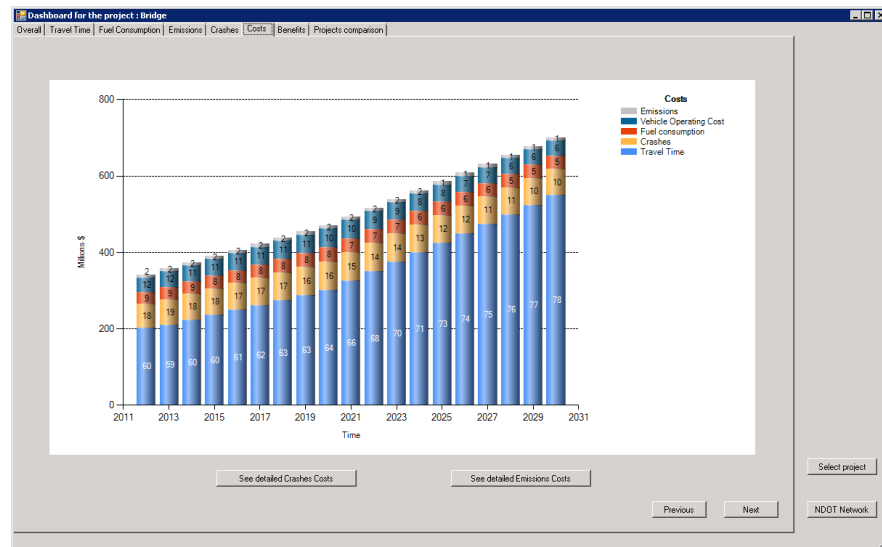 Dashboard for the project : Bridge
Overall Travel Time Fuel Consumption Emissions Crashes Costs Benefits Projects comparison
Costs
Emissions
Vehicle Operating Cost
Fuel consumption
Crashes
Travel Time
800
600
400
200
0
Millions $
2 2 2 2 2 2 2 2 2 2 2 2 2 1 1 1 1 1 1
12 12 11 11 11 11 11 11 10 10 9 9 8 8 7 7 6 6 6
9 9 9 8 8 8 8 8 8 7 7 7 6 6 6 6 5 5 5
18 19 18 18 17 17 17 16 16 15 14 14 13 12 12 11 11 10 10
60 59 60 60 61 62 63 63 64 66 68 70 71 73 74 75 76 77 78
2011 2013 2015 2017 2019 2021 2023 2025 2027 2029 2031
Time
See detailed Crashes Costs See detailed Emissions Costs
Select project
Previous Next NDOT Network